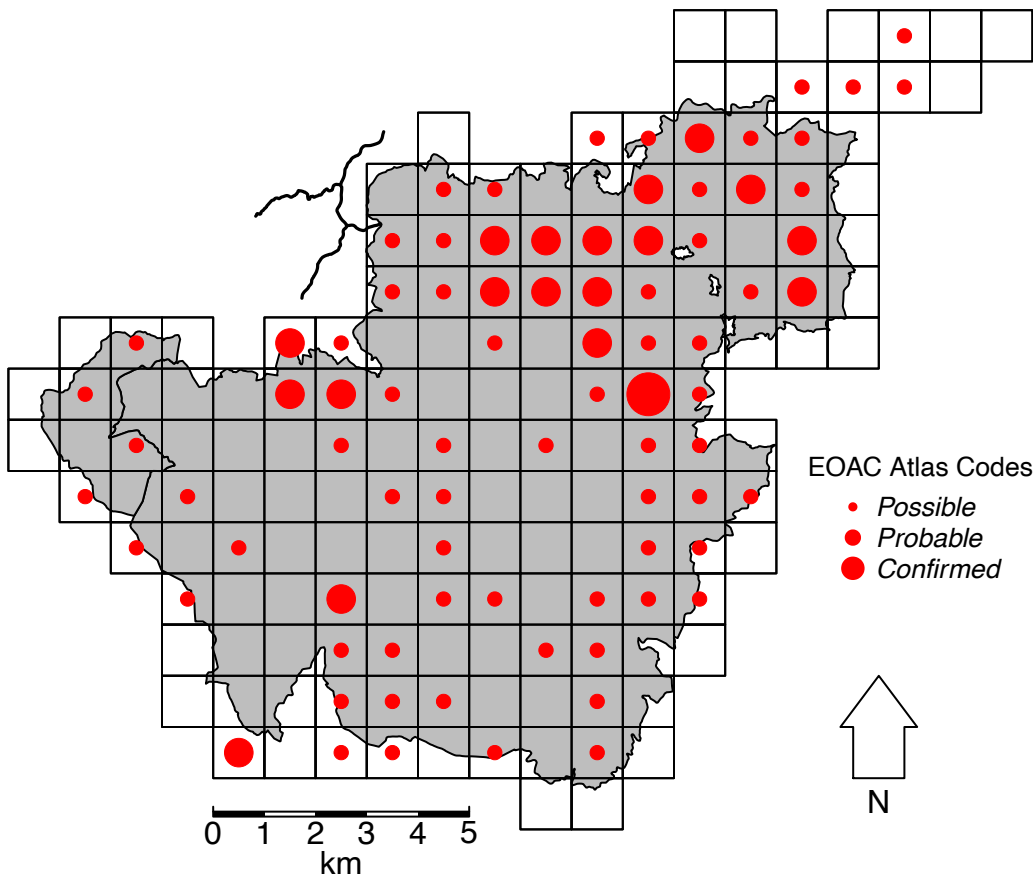 EOAC Atlas Codes
Possible
Probable
Confirmed
N
0 1 2 3 4 5
km